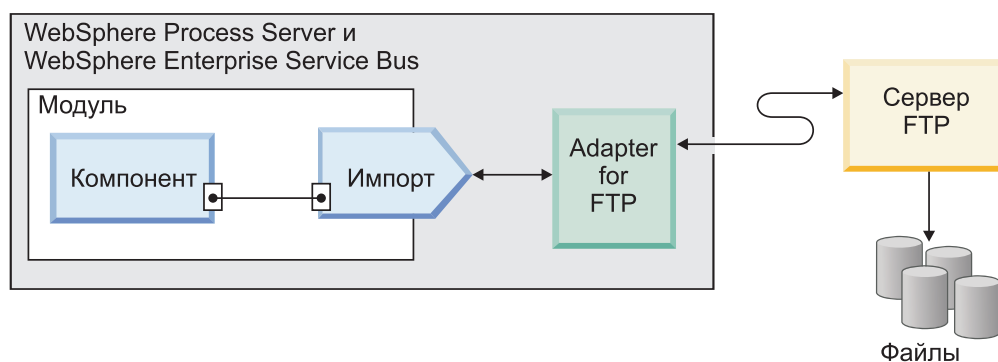 WebSphere Process Server и
WebSphere Enterprise Service Bus
Модуль
Компонент
Импорт
Adapter
for
FTP
Сервер
FTP
Файлы